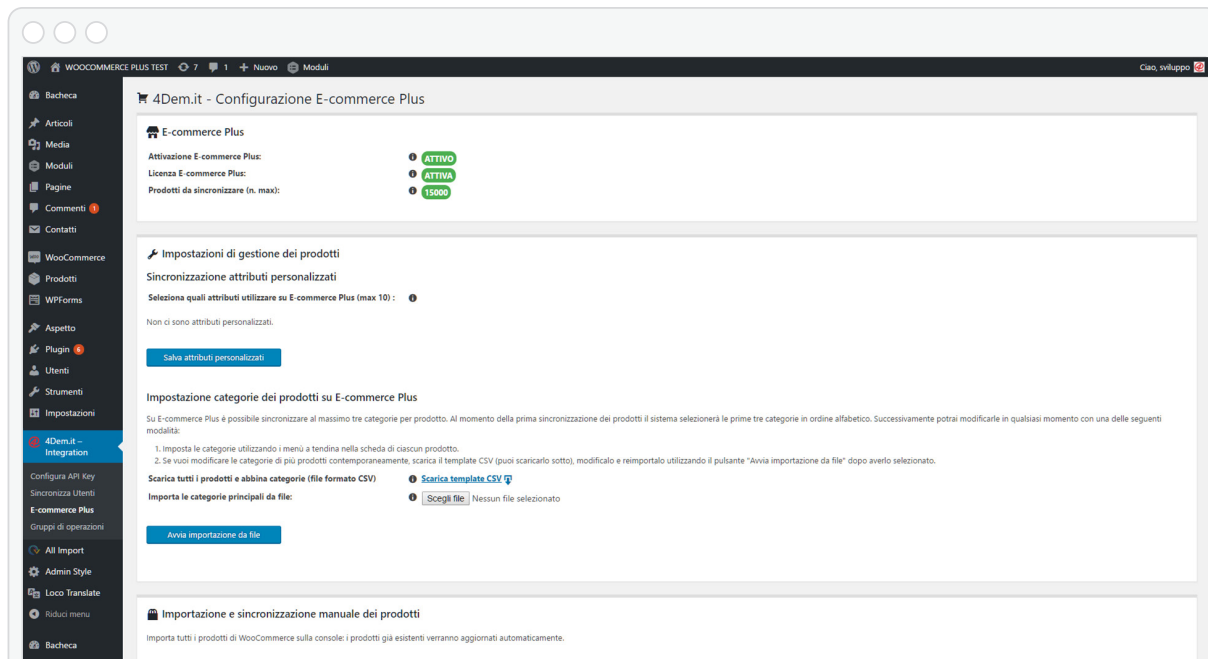 WOOCOMMERCE PLUS TEST 7 1 + Nuovo Moduli Ciao, sviluppo
Bacheca
Articoli
Media
Moduli
Pagine
Commenti 1
Contatti
WooCommerce
Prodotti
WPForms
Aspetto
Plugin 6
Utenti
Strumenti
Impostazioni
4Dem.it –
Integration
Configura API Key
Sincronizza Utenti
E-commerce Plus
Gruppi di operazioni
All Import
Admin Style
Loco Translate
Riduci menu
Bacheca
4Dem.it - Configurazione E-commerce Plus
E-commerce Plus
Attivazione E-commerce Plus: ATTIVO
Licenza E-commerce Plus: ATTIVA
Prodotti da sincronizzare (n. max): 15000
Impostazioni di gestione dei prodotti
Sincronizzazione attributi personalizzati
Seleziona quali attributi utilizzare su E-commerce Plus (max 10) :
Non ci sono attributi personalizzati.
Salva attributi personalizzati
Impostazione categorie dei prodotti su E-commerce Plus
Su E-commerce Plus è possibile sincronizzare al massimo tre categorie per prodotto. Al momento della prima sincronizzazione dei prodotti il sistema selezionerà le prime tre categorie in ordine alfabetico. Successivamente potrai modificarle in qualsiasi momento con una delle seguenti
modalità:
1. Imposta le categorie utilizzando i menù a tendina nella scheda di ciascun prodotto.
2. Se vuoi modificare le categorie di più prodotti contemporaneamente, scarica il template CSV (puoi scaricarlo sotto), modificalo e reimportalo utilizzando il pulsante "Avvia importazione da file" dopo averlo selezionato.
Scarica tutti i prodotti e abbina categorie (file formato CSV) Scarica template CSV
Importa le categorie principali da file: Scegli file Nessun file selezionato
Avvia importazione da file
Importazione e sincronizzazione manuale dei prodotti
Importa tutti i prodotti di WooCommerce sulla console: i prodotti già esistenti verranno aggiornati automaticamente.